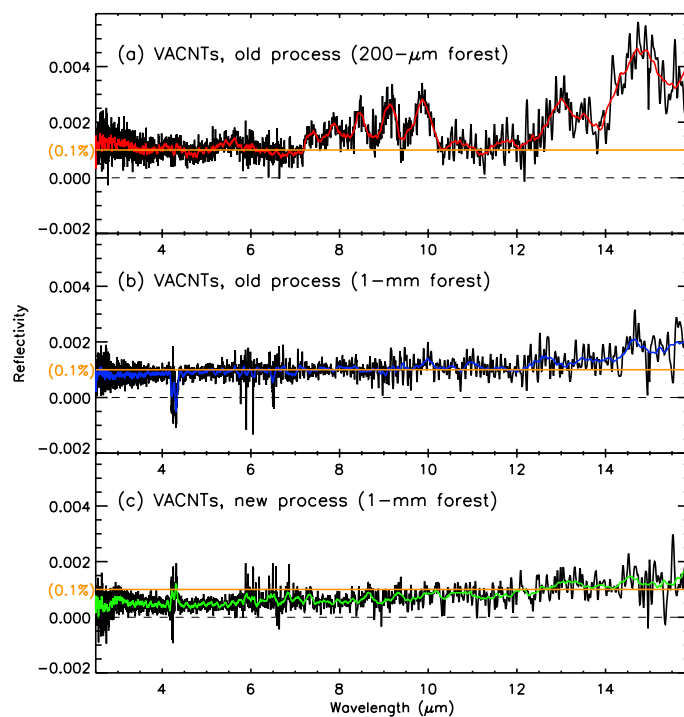 (a) VACNTs, old process (200-μm forest)
0.004
0.002
(0.1%)
0.000
-0.002
4 6 8 10 12 14
(b) VACNTs, old process (1-mm forest)
0.004
0.002
(0.1%)
0.000
-0.002
Reflectivity
4 6 8 10 12 14
(c) VACNTs, new process (1-mm forest)
0.004
0.002
(0.1%)
0.000
-0.002
4 6 8 10 12 14
Wavelength (μm)